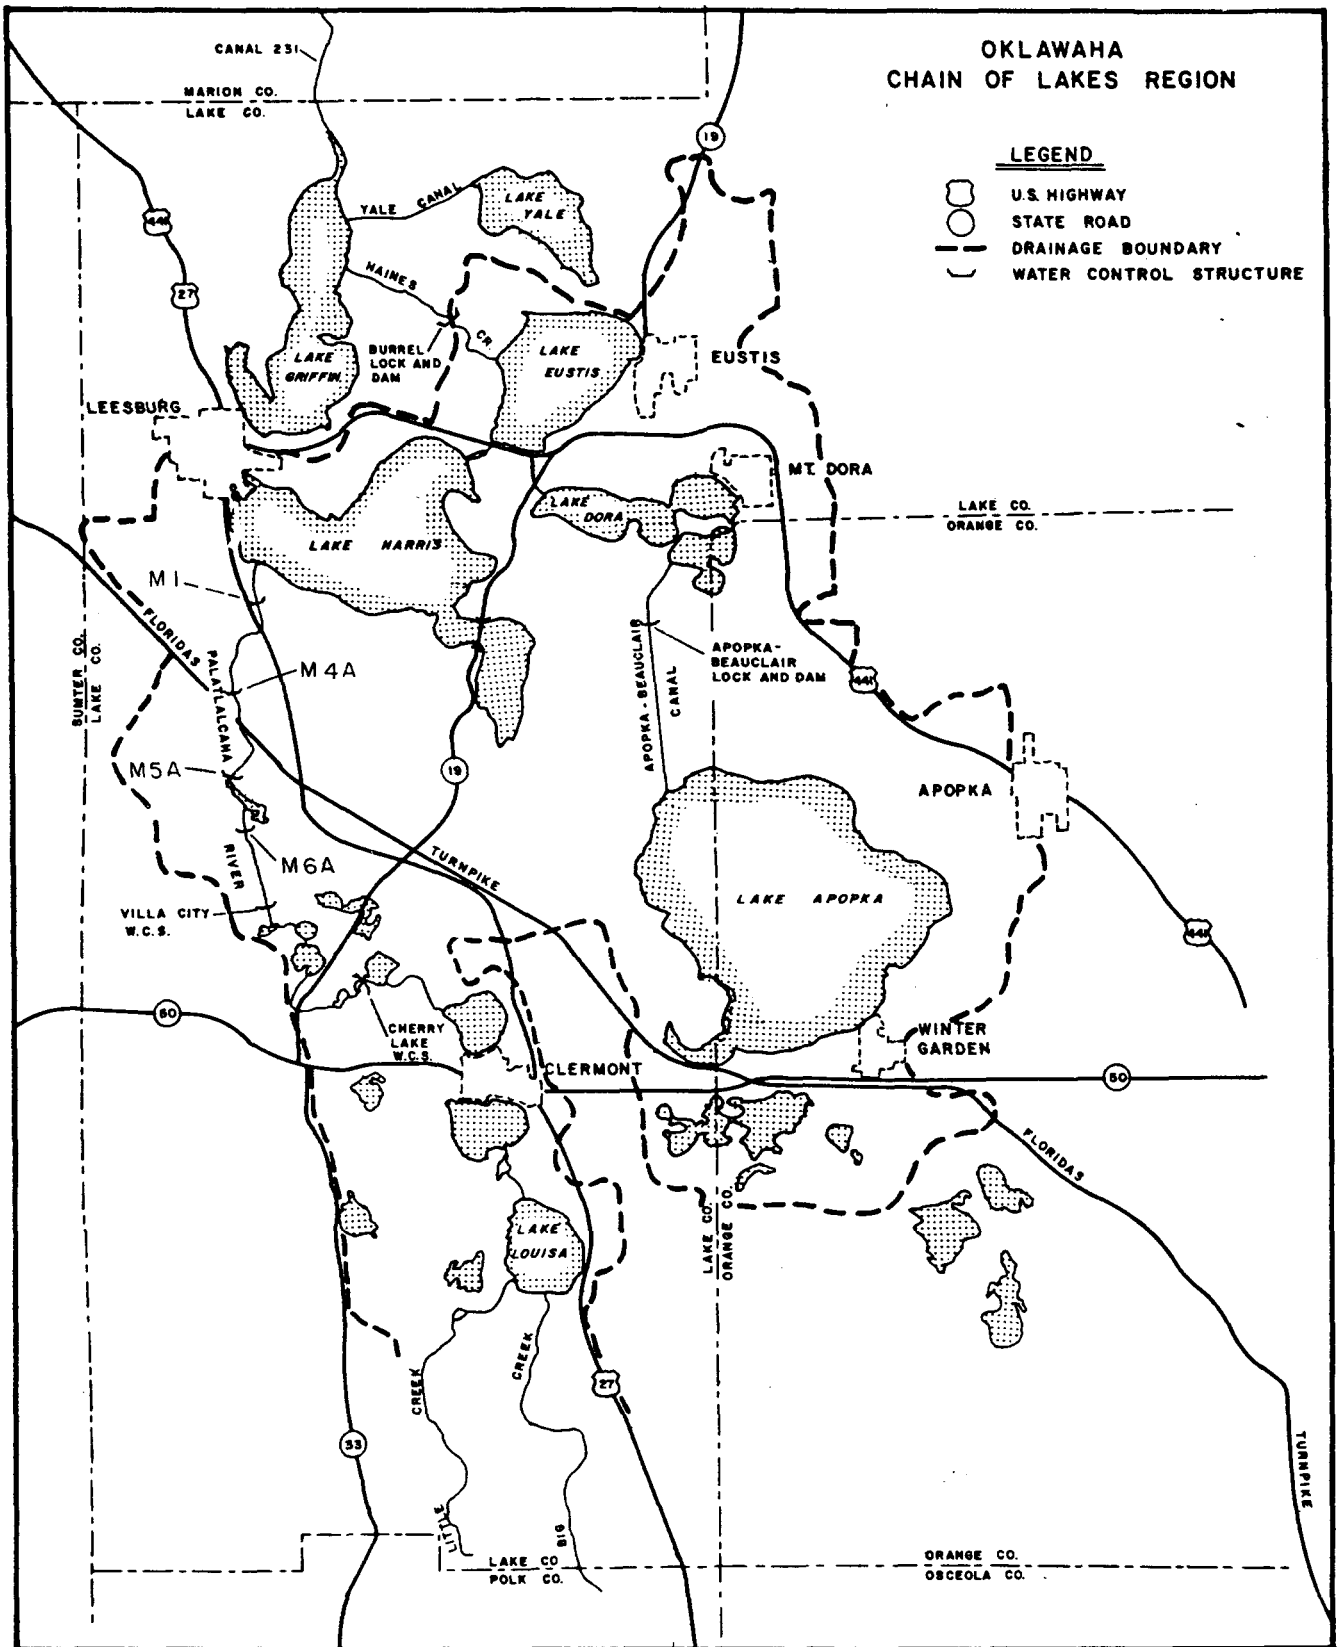 OKLAWAHA
CHAIN OF LAKES REGION
LEGEND
U.S. HIGHWAY
STATE ROAD
DRAINAGE BOUNDARY
WATER CONTROL STRUCTURE
CANAL 231
MARION CO.
LAKE CO.
19
YALE CANAL
LAKE
YALE
441
27
HAINES
CR.
BURREL
LOCK AND
DAM
LAKE
GRIFFIN
LAKE
EUSTIS
EUSTIS
LEESBURG
MT. DORA
LAKE
DORA
LAKE CO.
ORANGE CO.
LAKE HARRIS
M1
FLORIDAS
SUMTER CO.
LAKE CO.
PALATLALCAHA
M4A
APOPKA-BEAUCLAIR
CANAL
APOPKA-
BEAUCLAIR
LOCK AND DAM
441
M5A
19
APOPKA
M6A
RIVER
TURNPIKE
LAKE APOPKA
VILLA CITY
W.C.S.
441
50
CHERRY
LAKE
W.C.S.
WINTER
GARDEN
CLERMONT
50
FLORIDAS
LAKE CO.
ORANGE CO.
LAKE
LOUISA
CREEK
CREEK
27
33
TURNPIKE
LITTLE
BIG
LAKE CO
POLK CO.
ORANGE CO.
OSCEOLA CO.